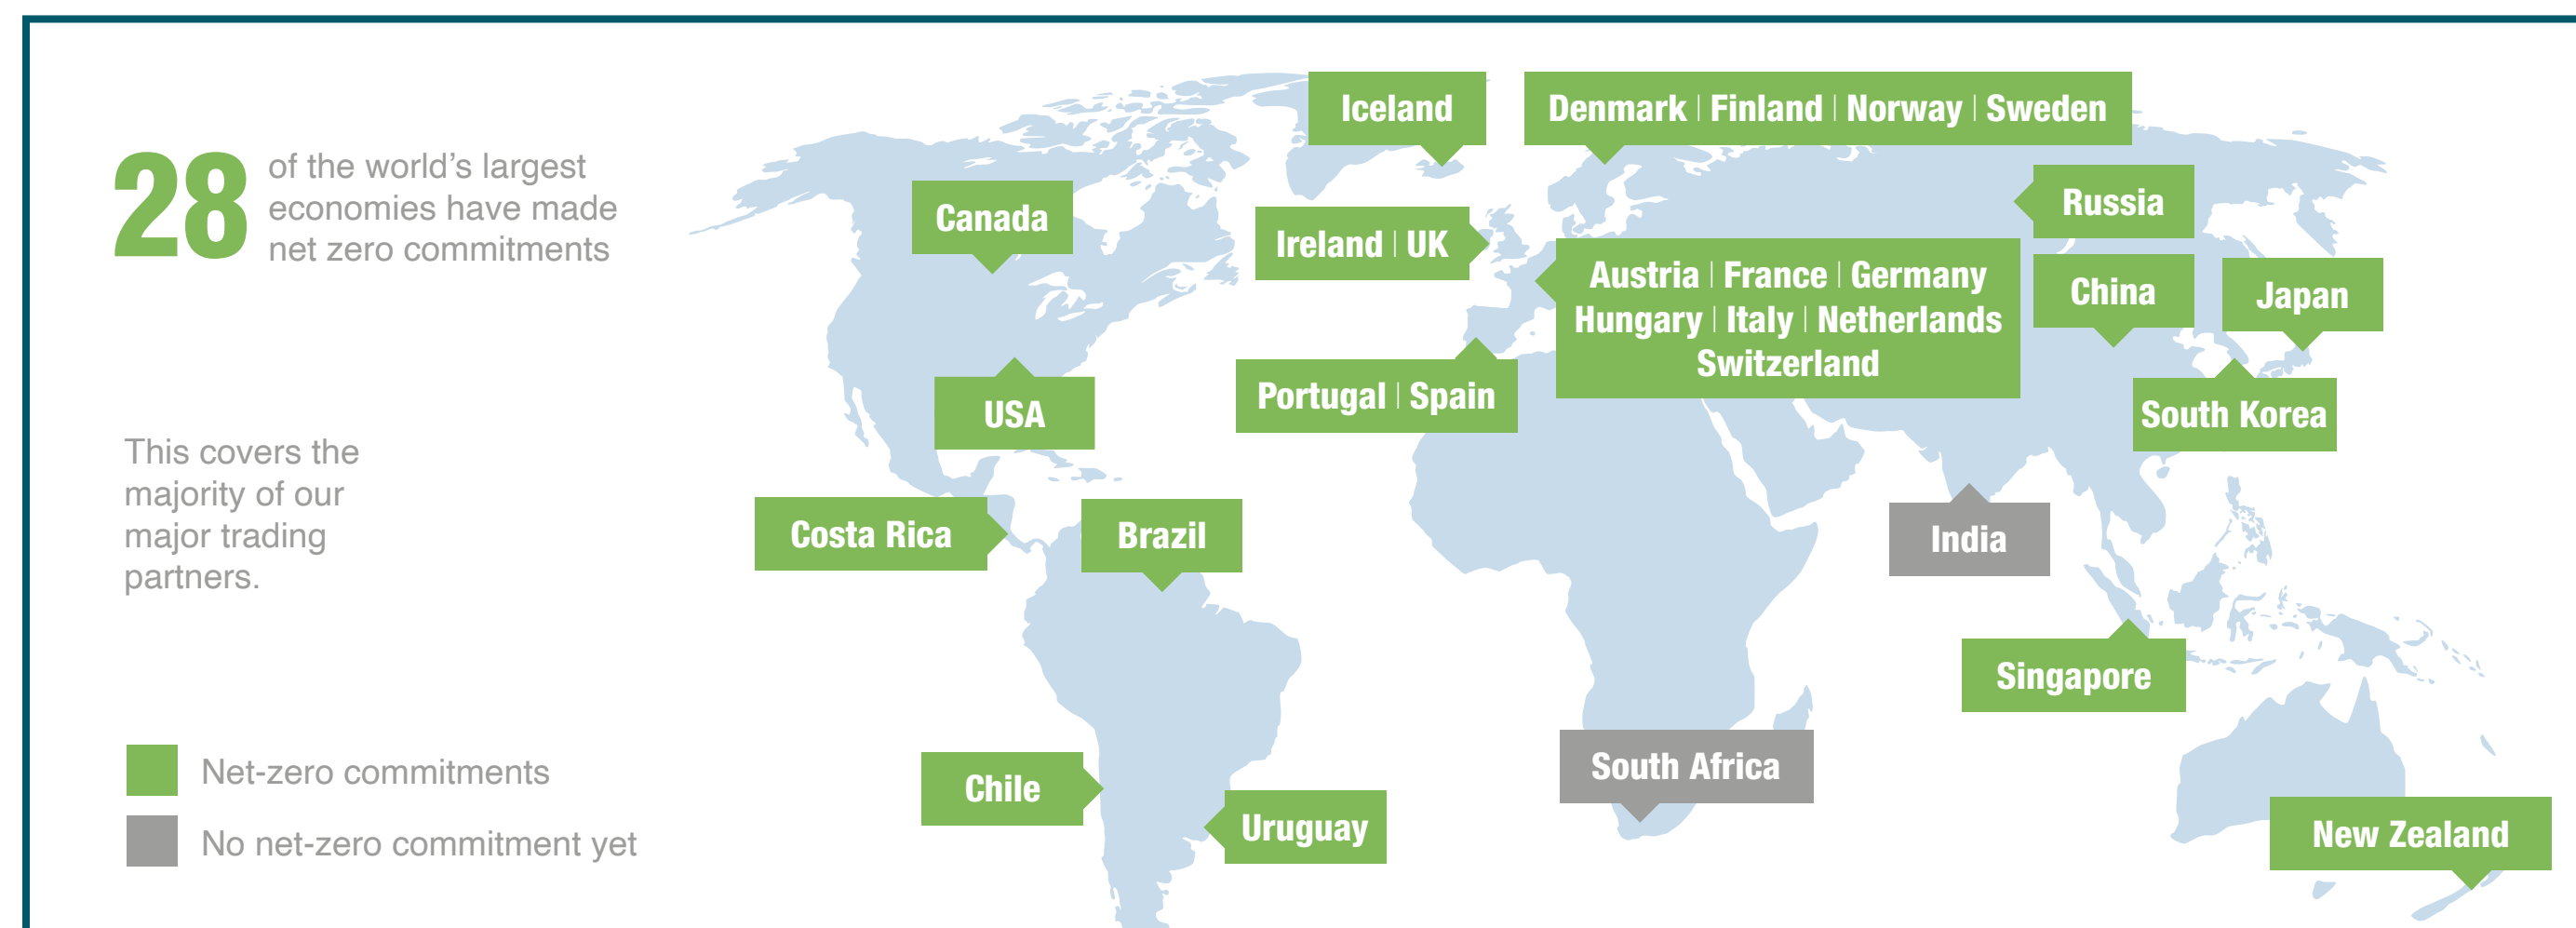 28
of the world's largest
economies have made
net zero commitments
This covers the
majority of our
major trading
partners.
Net-zero commitments
No net-zero commitment yet
Iceland
Denmark | Finland | Norway | Sweden
Canada
Russia
Ireland | UK
Austria | France | Germany
Hungary | Italy | Netherlands
Switzerland
China
Japan
USA
Portugal | Spain
South Korea
Costa Rica
Brazil
India
Singapore
South Africa
Chile
Uruguay
New Zealand